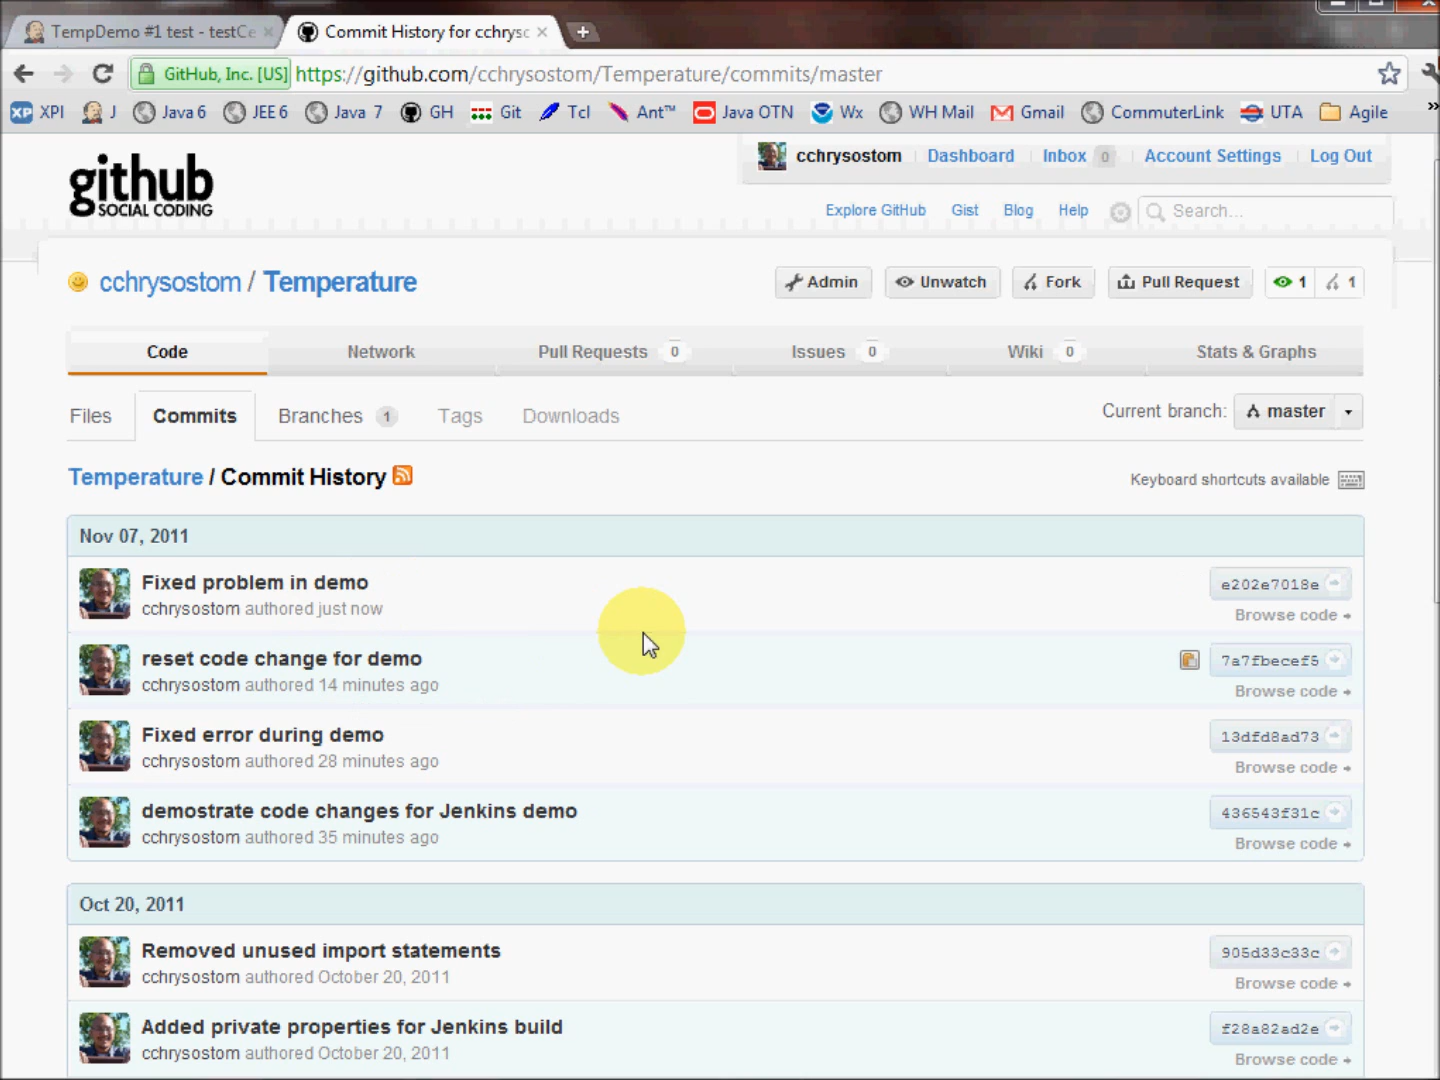 TempDemo #1 test - testCe
Commit History for cchrysc
GitHub, Inc. [US] https://github.com/cchrysostom/Temperature/commits/master
XPI J Java 6 JEE 6 Java 7 GH Git Tcl Ant™ Java OTN Wx WH Mail Gmail CommuterLink UTA Agile »
github
SOCIAL CODING
cchrysostom Dashboard Inbox 0 Account Settings Log Out
Explore GitHub Gist Blog Help Search...
cchrysostom / Temperature
Admin Unwatch Fork Pull Request 1 1
Code Network Pull Requests 0 Issues 0 Wiki 0 Stats & Graphs
Files Commits Branches 1 Tags Downloads Current branch: master
Temperature / Commit History Keyboard shortcuts available
Nov 07, 2011
Fixed problem in demo e202e7018e
cchrysostom authored just now Browse code
reset code change for demo 7a7fbecef5
cchrysostom authored 14 minutes ago Browse code
Fixed error during demo 13dfd8ad73
cchrysostom authored 28 minutes ago Browse code
demostrate code changes for Jenkins demo 436543f31c
cchrysostom authored 35 minutes ago Browse code
Oct 20, 2011
Removed unused import statements 905d33c33c
cchrysostom authored October 20, 2011 Browse code
Added private properties for Jenkins build f28a82ad2e
cchrysostom authored October 20, 2011 Browse code